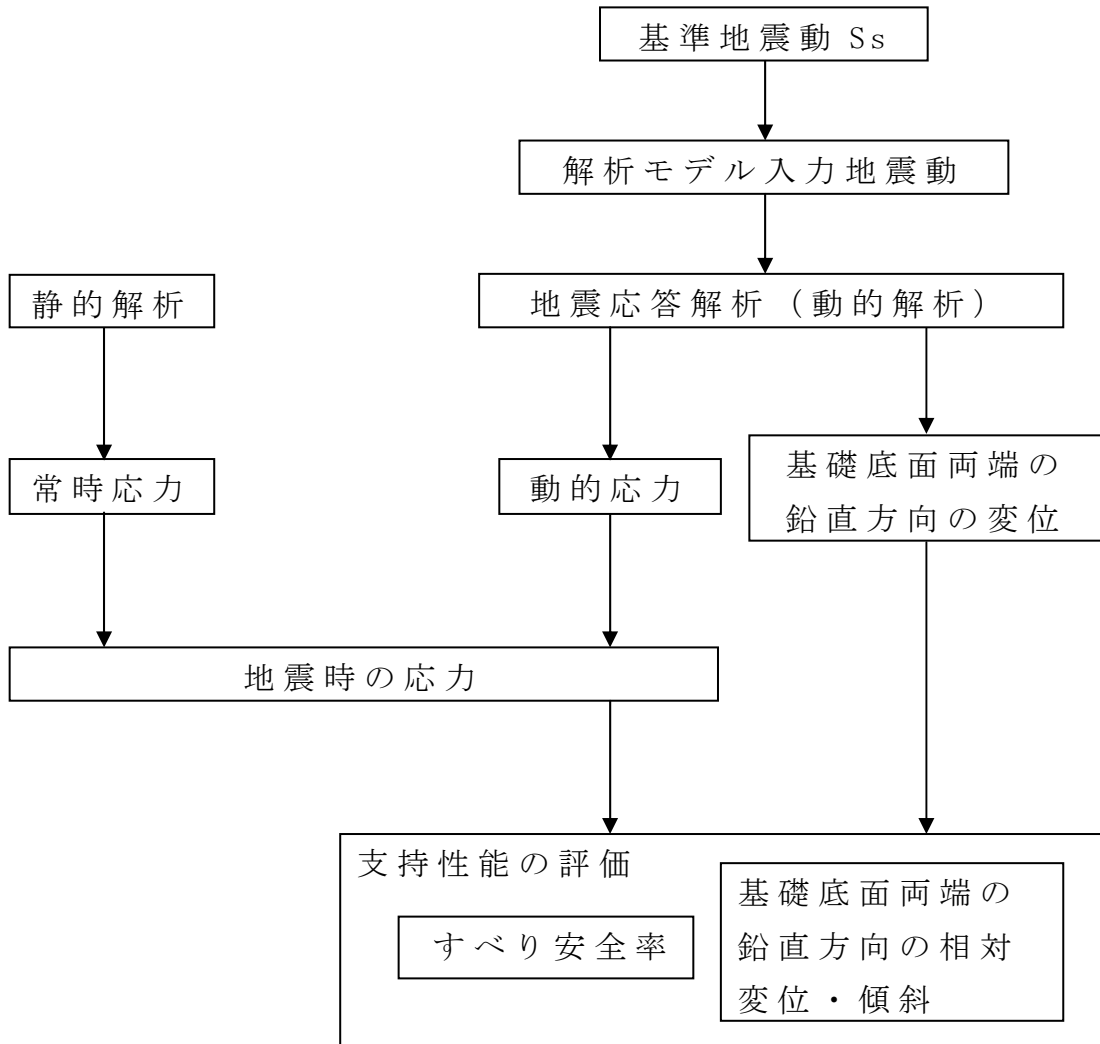 基準地震動 Ss
解析モデル入力地震動
静的解析
地震応答解析（動的解析）
常時応力
動的応力
基礎底面両端の
鉛直方向の変位
地震時の応力
支持性能の評価
すべり安全率
基礎底面両端の
鉛直方向の相対
変位・傾斜